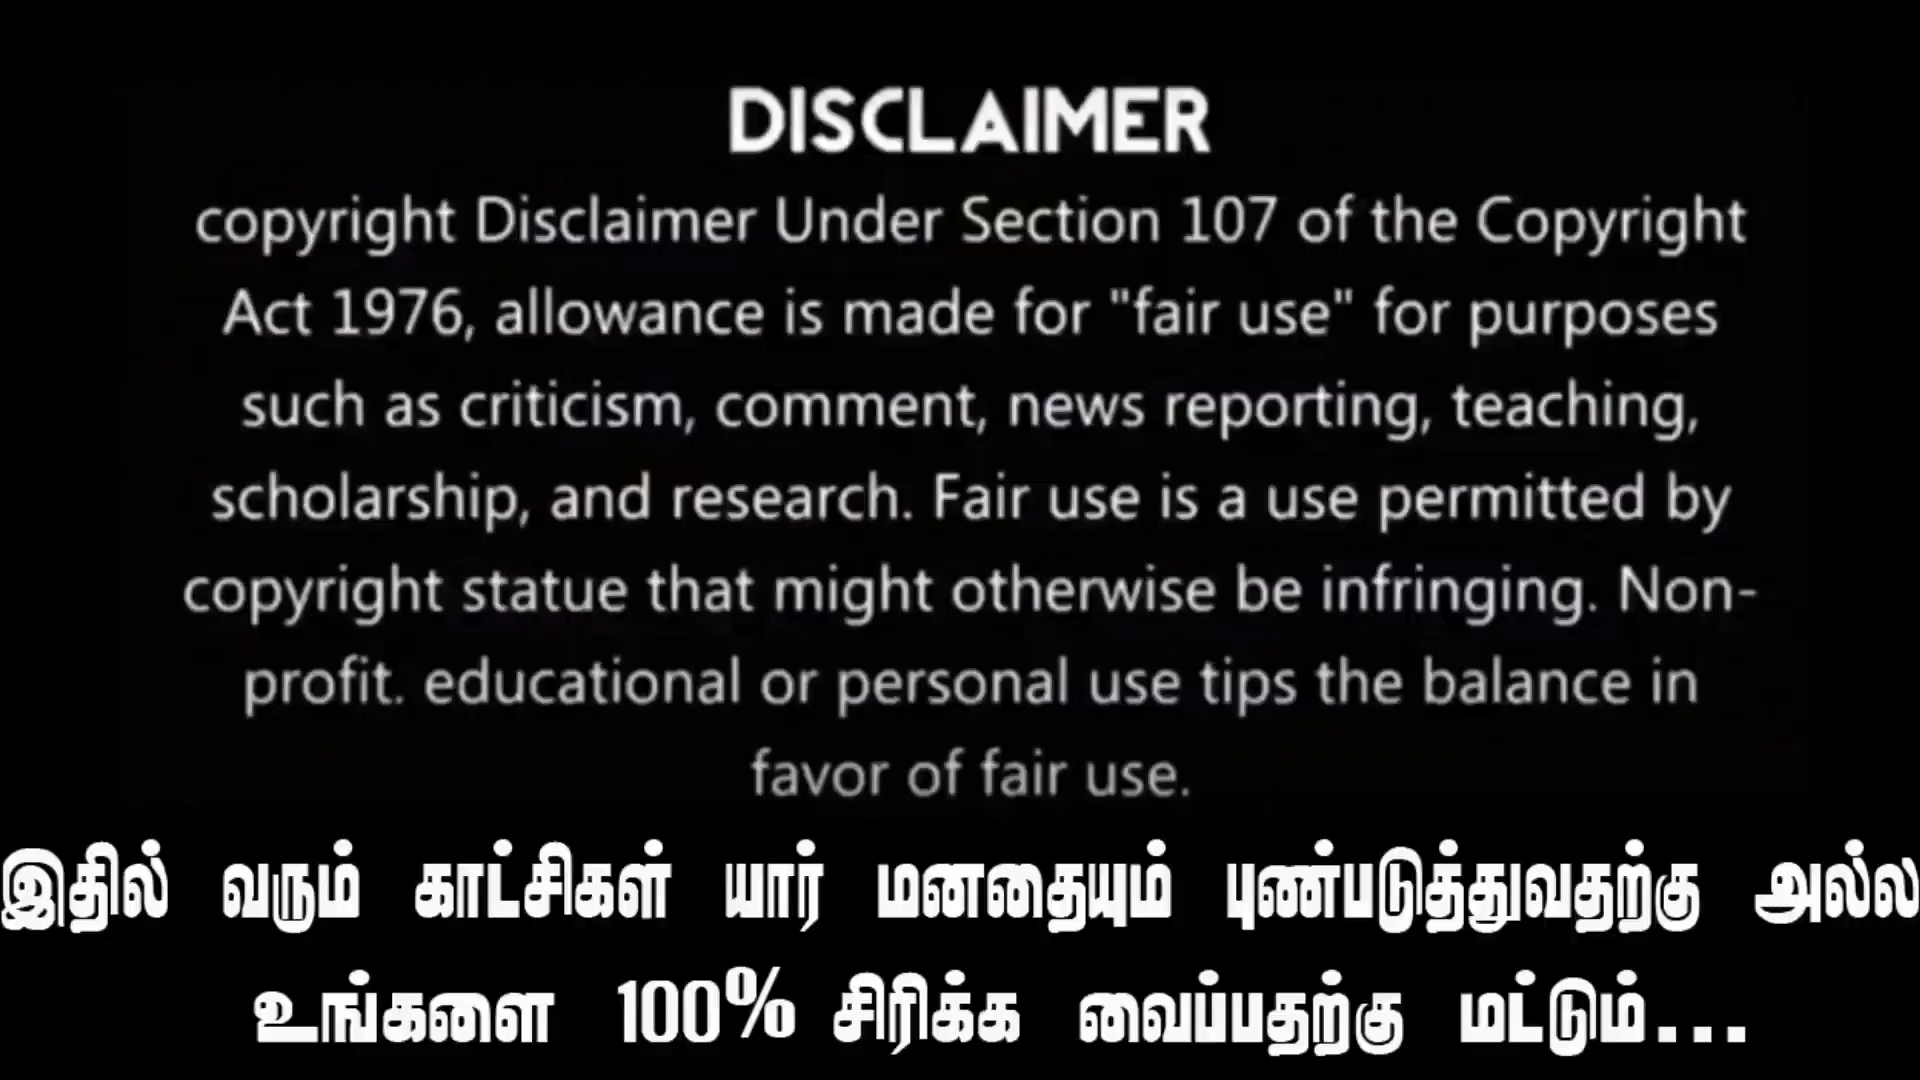 DISCLAIMER
copyright Disclaimer Under Section 107 of the Copyright
Act 1976, allowance is made for "fair use" for purposes
such as criticism, comment, news reporting, teaching,
scholarship, and research. Fair use is a use permitted by
copyright statue that might otherwise be infringing. Non-
profit. educational or personal use tips the balance in
favor of fair use.
இதில் வரும் காட்சிகள் யார் மனதையும் புண்படுத்துவதற்கு அல்ல
உங்களை 100% சிரிக்க வைப்பதற்கு மட்டும்...